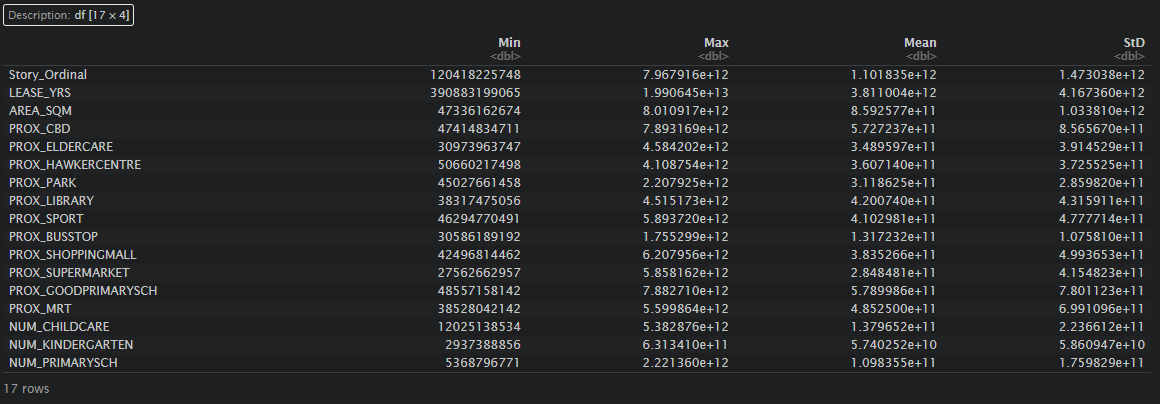 Description: df [17 × 4]
Min Max Mean StD
<dbl> <dbl> <dbl> <dbl>
Story_Ordinal 120418225748 7.967916e+12 1.101835e+12 1.473038e+12
LEASE_YRS 390883199065 1.990645e+13 3.811004e+12 4.167360e+12
AREA_SQM 47336162674 8.010917e+12 8.592577e+11 1.033810e+12
PROX_CBD 47414834711 7.893169e+12 5.727237e+11 8.565670e+11
PROX_ELDERCARE 30973963747 4.584202e+12 3.489597e+11 3.914529e+11
PROX_HAWKERCENTRE 50660217498 4.108754e+12 3.607140e+11 3.725525e+11
PROX_PARK 45027661458 2.207925e+12 3.118625e+11 2.859820e+11
PROX_LIBRARY 38317475056 4.515173e+12 4.200740e+11 4.315911e+11
PROX_SPORT 46294770491 5.893720e+12 4.102981e+11 4.777714e+11
PROX_BUSSTOP 30586189192 1.755299e+12 1.317232e+11 1.075810e+11
PROX_SHOPPINGMALL 42496814462 6.207956e+12 3.835266e+11 4.993653e+11
PROX_SUPERMARKET 27562662957 5.858162e+12 2.848481e+11 4.154823e+11
PROX_GOODPRIMARYSCH 48557158142 7.882710e+12 5.789986e+11 7.801123e+11
PROX_MRT 38528042142 5.599864e+12 4.852500e+11 6.991096e+11
NUM_CHILDCARE 12025138534 5.382876e+12 1.379652e+11 2.236612e+11
NUM_KINDERGARTEN 2937388856 6.313410e+11 5.740252e+10 5.860947e+10
NUM_PRIMARYSCH 5368796771 2.221360e+12 1.098355e+11 1.759829e+11
17 rows